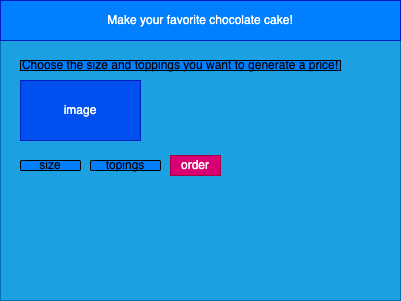 Make your favorite chocolate cake!
Choose the size and toppings you want to generate a price!
image
size
topings
order